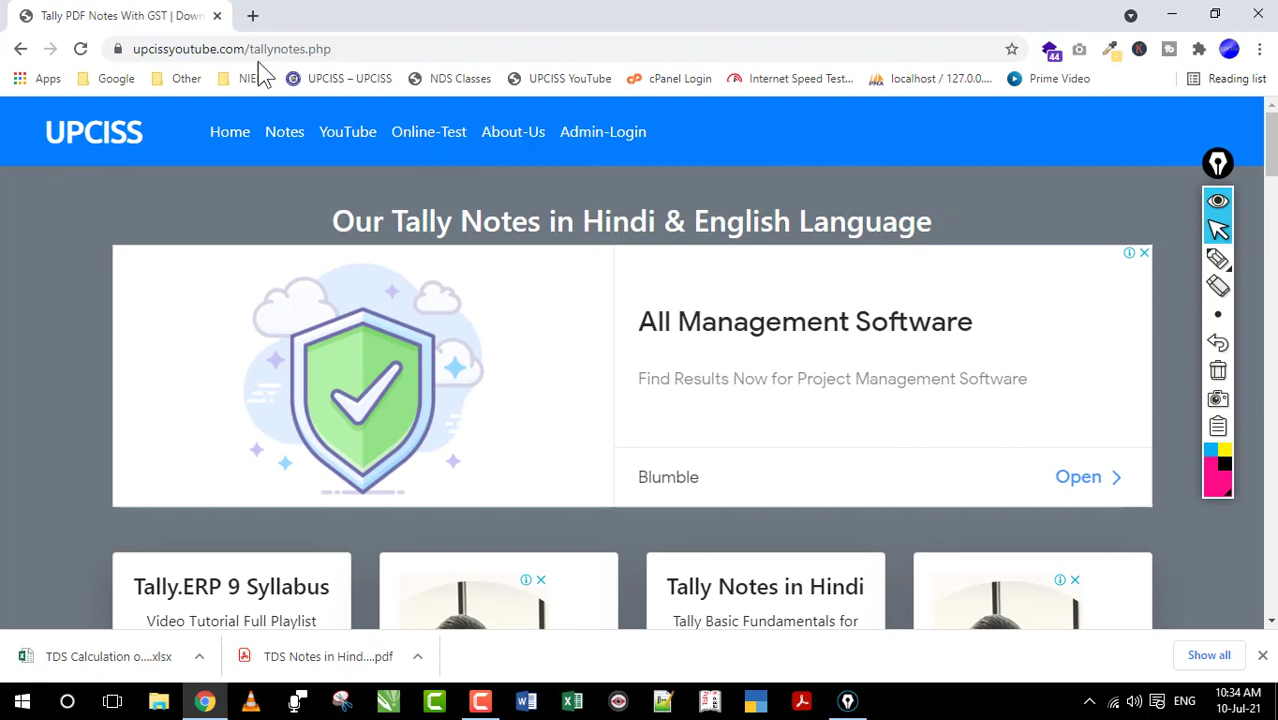 Tally PDF Notes With GST | Down
upcissyoutube.com/tallynotes.php
44
Apps Google Other NIE UPCISS – UPCISS NDS Classes UPCISS YouTube cPanel Login Internet Speed Test... localhost / 127.0.0.... Prime Video Reading list
UPCISS Home Notes YouTube Online-Test About-Us Admin-Login
Our Tally Notes in Hindi & English Language
All Management Software
Find Results Now for Project Management Software
Blumble Open
Tally.ERP 9 Syllabus Tally Notes in Hindi
Video Tutorial Full Playlist Tally Basic Fundamentals for
TDS Calculation o....xlsx TDS Notes in Hind....pdf Show all
ENG 10:34 AM
10-Jul-21